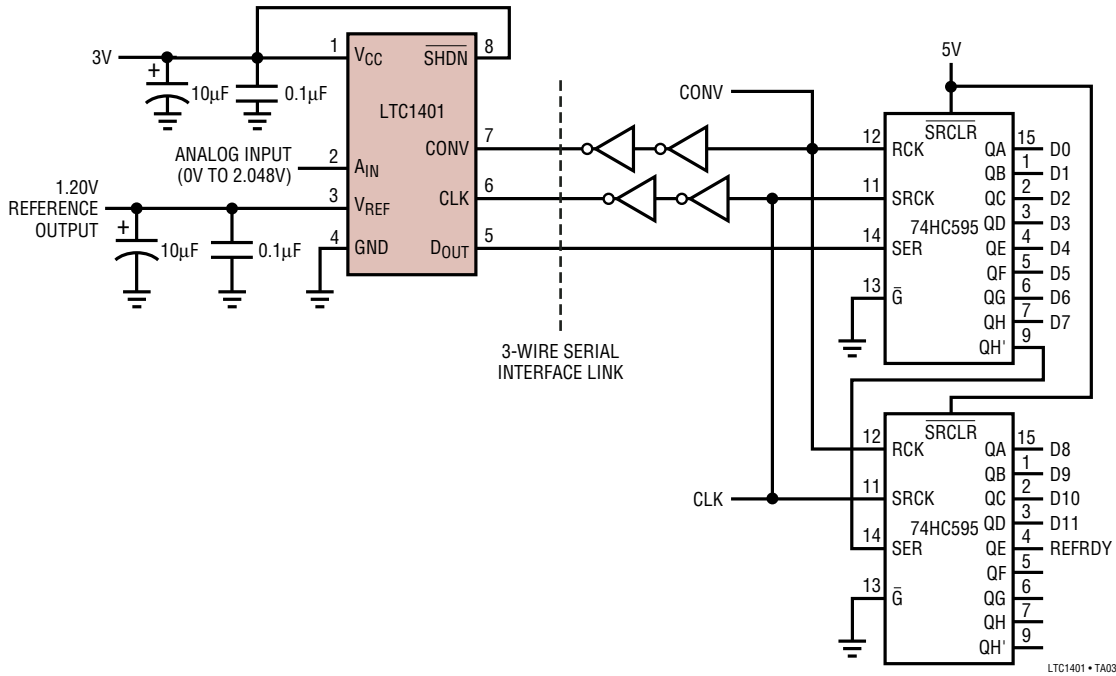 3V
+
10µF
0.1µF
1
VCC
SHDN
8
LTC1401
ANALOG INPUT
(0V TO 2.048V)
2
AIN
CONV
7
1.20V
REFERENCE
OUTPUT
3
VREF
CLK
6
+
10µF
0.1µF
4
GND
DOUT
5
3-WIRE SERIAL
INTERFACE LINK
CONV
CLK
5V
SRCLR
12
RCK
11
SRCK
74HC595
14
SER
13
G
QA
15
D0
QB
1
D1
QC
2
D2
QD
3
D3
QE
4
D4
QF
5
D5
QG
6
D6
QH
7
D7
QH'
9
SRCLR
12
RCK
11
SRCK
74HC595
14
SER
13
G
QA
15
D8
QB
1
D9
QC
2
D10
QD
3
D11
QE
4
REFRDY
QF
5
QG
6
QH
7
QH'
9
LTC1401 • TA03